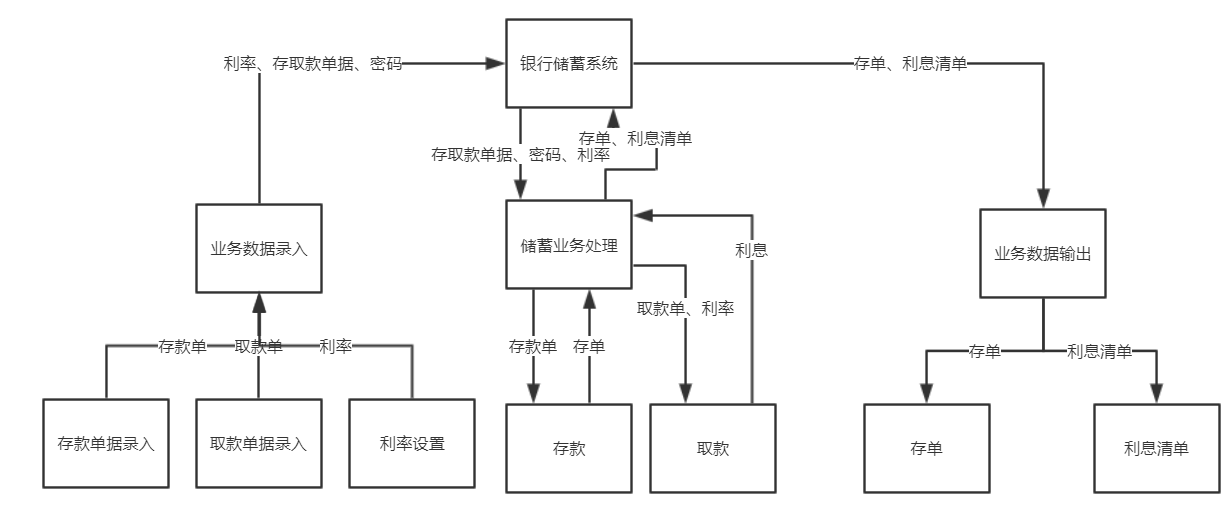 银行储蓄系统
利率、存取款单据、密码
存单、利息清单
存单、利息清单
存取款单据、密码、利率
业务数据录入
储蓄业务处理
利息
业务数据输出
取款单、利率
存款单
取款单
利率
存款单
存单
存单
利息清单
存款单据录入
取款单据录入
利率设置
存款
取款
存单
利息清单